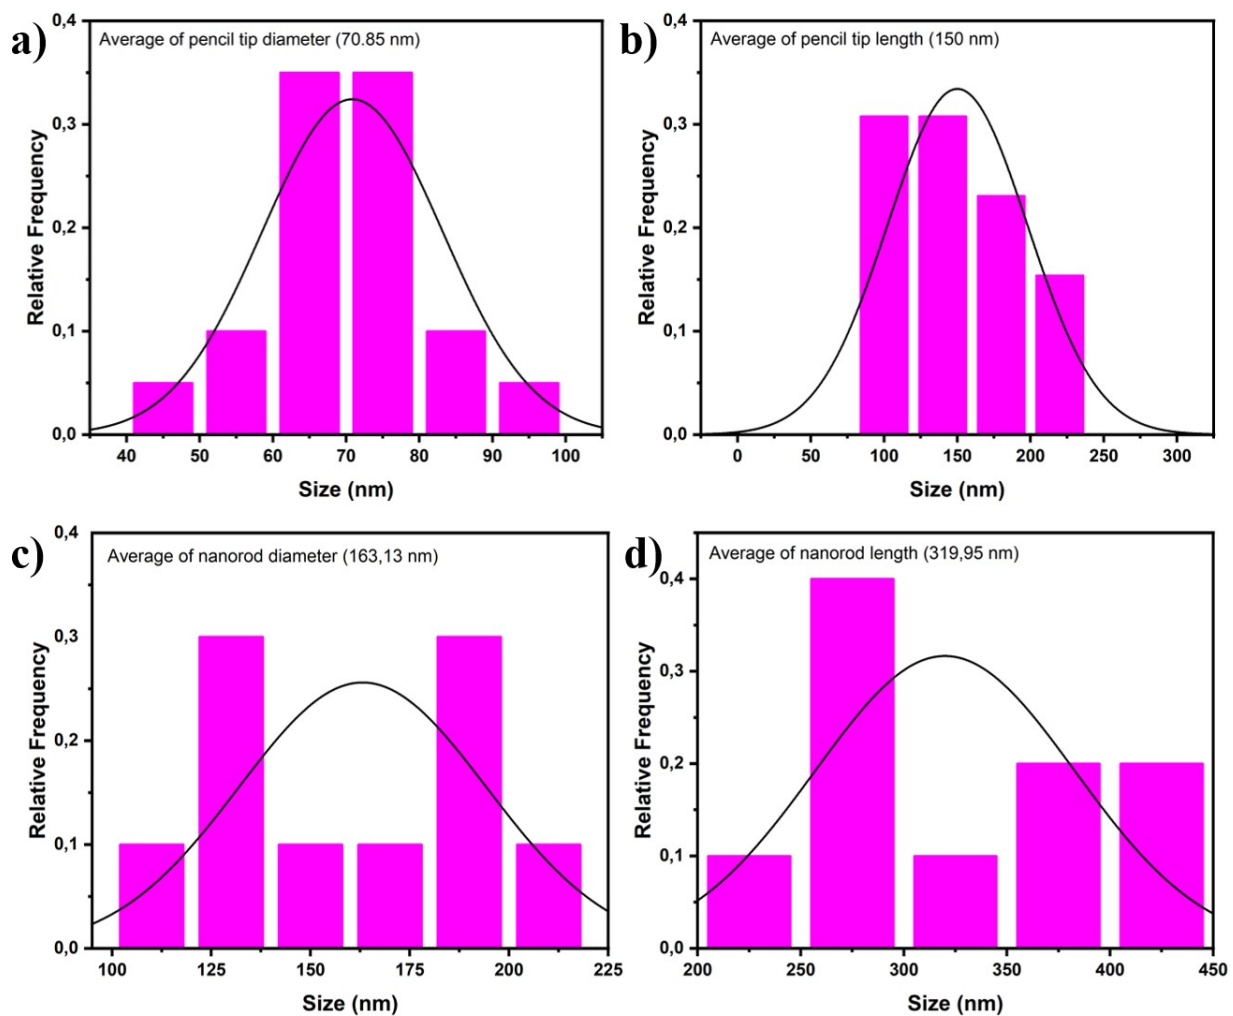 a)
Average of pencil tip diameter (70.85 nm)
0,4
0,3
0,2
0,1
0,0
Relative Frequency
40 50 60 70 80 90 100
Size (nm)
b)
Average of pencil tip length (150 nm)
0,4
0,3
0,2
0,1
0,0
Relative Frequency
0 50 100 150 200 250 300
Size (nm)
c)
Average of nanorod diameter (163,13 nm)
0,4
0,3
0,2
0,1
0,0
Relative Frequency
100 125 150 175 200 225
Size (nm)
d)
Average of nanorod length (319,95 nm)
0,4
0,3
0,2
0,1
0,0
Relative Frequency
200 250 300 350 400 450
Size (nm)